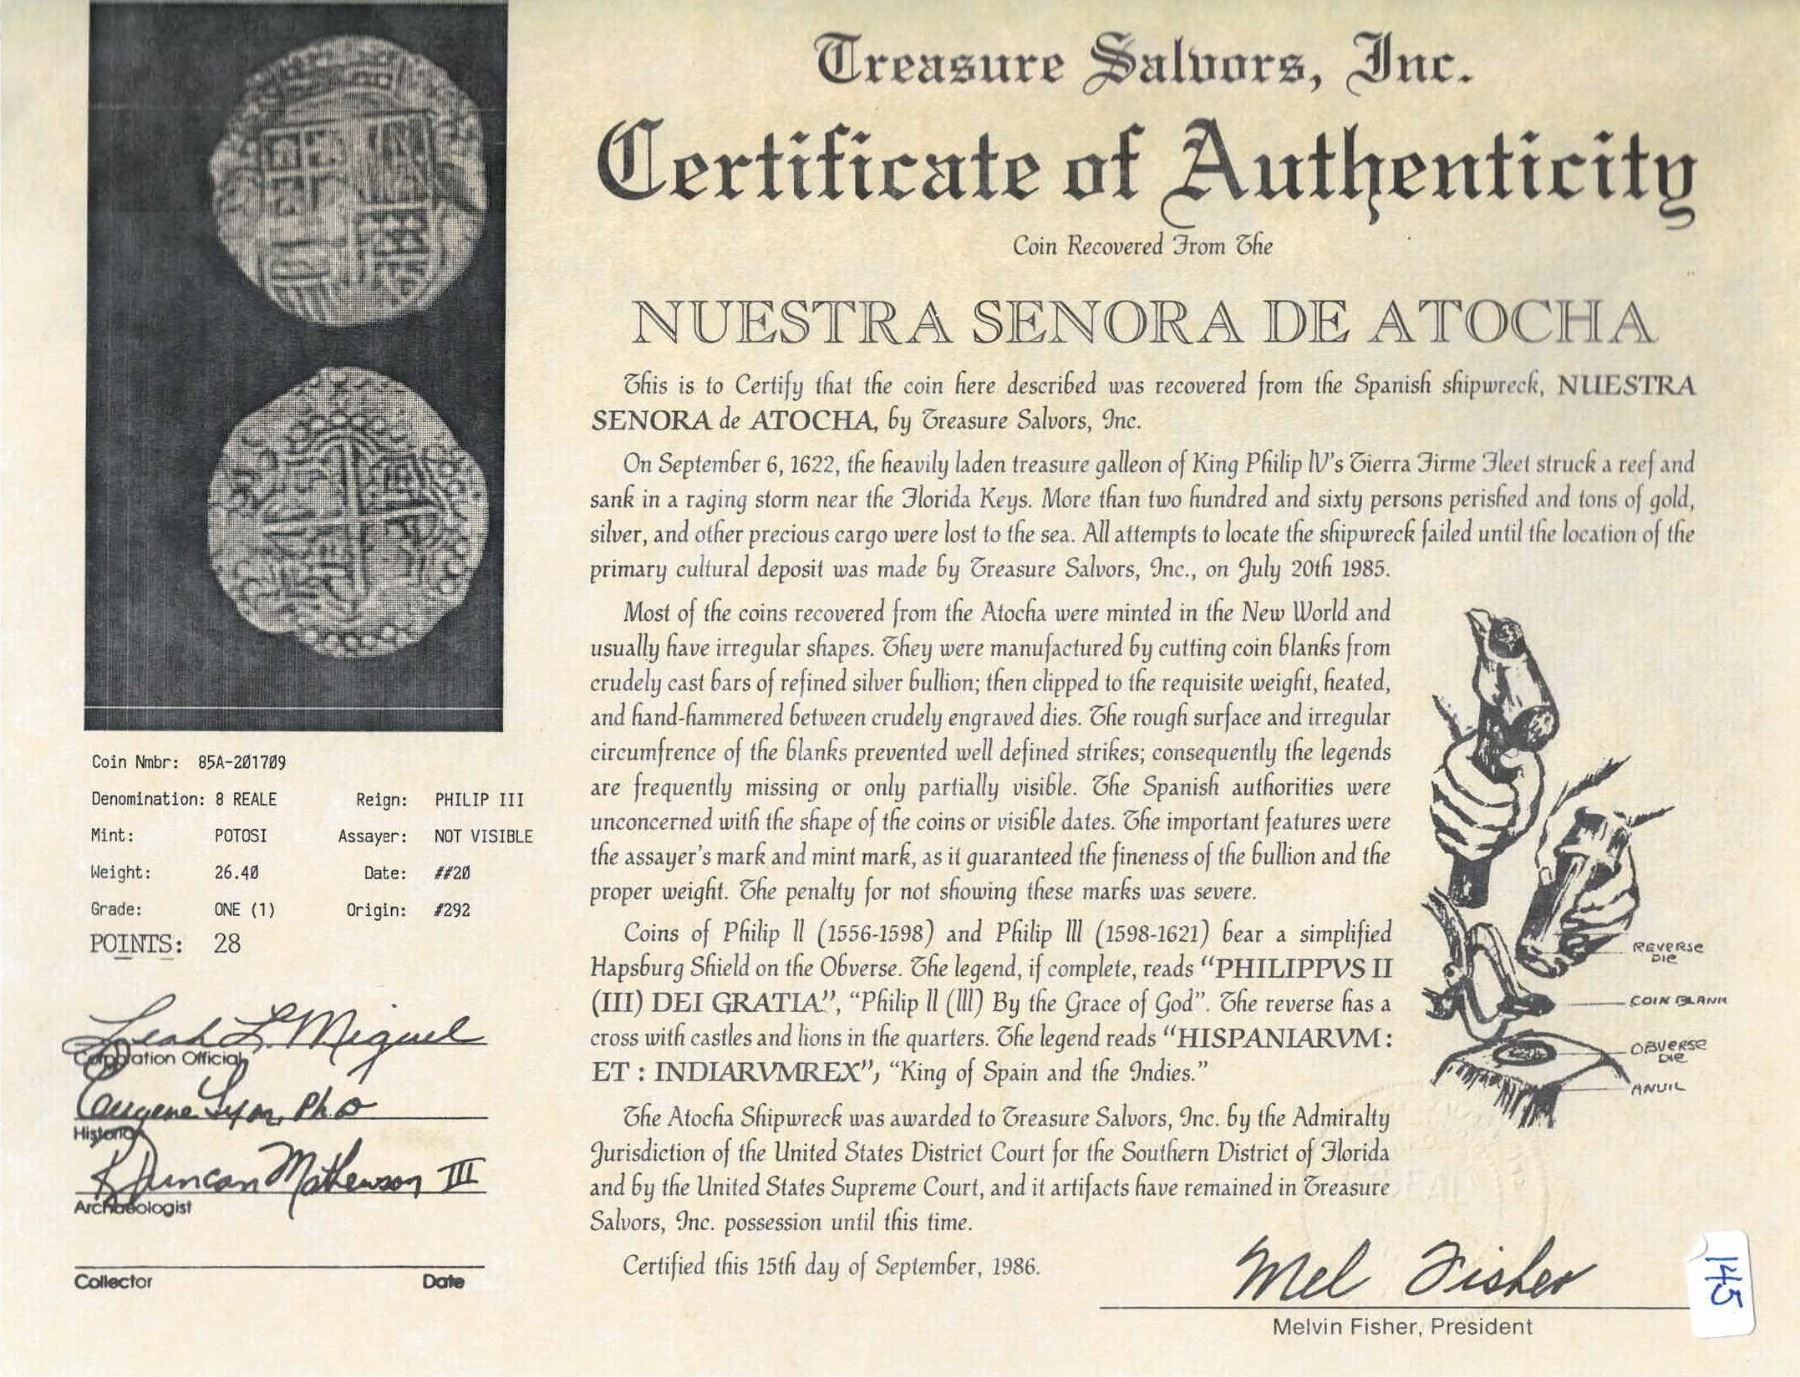 Treasure Salvors, Inc.
Certificate of Authenticity
Coin Recovered From The
NUESTRA SENORA DE ATOCHA
This is to Certify that the coin here described was recovered from the Spanish shipwreck, NUESTRA
SENORA de ATOCHA, by Treasure Salvors, Inc.
On September 6, 1622, the heavily laden treasure galleon of King Philip IV's Tierra Firme Fleet struck a reef and
sank in a raging storm near the Florida Keys. More than two hundred and sixty persons perished and tons of gold,
silver, and other precious cargo were lost to the sea. All attempts to locate the shipwreck failed until the location of the
primary cultural deposit was made by Treasure Salvors, Inc., on July 20th 1985.
Most of the coins recovered from the Atocha were minted in the New World and
usually have irregular shapes. They were manufactured by cutting coin blanks from
crudely cast bars of refined silver bullion; then clipped to the requisite weight, heated,
and hand-hammered between crudely engraved dies. The rough surface and irregular
circumfrence of the blanks prevented well defined strikes; consequently the legends
are frequently missing or only partially visible. The Spanish authorities were
unconcerned with the shape of the coins or visible dates. The important features were
the assayer's mark and mint mark, as it guaranteed the fineness of the bullion and the
proper weight. The penalty for not showing these marks was severe.
Coins of Philip II (1556-1598) and Philip III (1598-1621) bear a simplified
Hapsburg Shield on the Obverse. The legend, if complete, reads "PHILIPPVS II
(III) DEI GRATIA", "Philip II (III) By the Grace of God". The reverse has a
cross with castles and lions in the quarters. The legend reads "HISPANIARVM :
ET : INDIARVMREX", "King of Spain and the Indies."
The Atocha Shipwreck was awarded to Treasure Salvors, Inc. by the Admiralty
Jurisdiction of the United States District Court for the Southern District of Florida
and by the United States Supreme Court, and it artifacts have remained in Treasure
Salvors, Inc. possession until this time.
Certified this 15th day of September, 1986.
Mel Fisher
Melvin Fisher, President
REVERSE
DIE
COIN BLANK
OBVERSE
DIE
ANVIL
145
Coin Nmbr: 85A-201709
Denomination: 8 REALE Reign: PHILIP III
Mint: POTOSI Assayer: NOT VISIBLE
Weight: 26.40 Date: ##20
Grade: ONE (1) Origin: #292
POINTS: 28
Leah L. Miguel
Corporation Official
Eugene Lyon, PhD
Historian
R Duncan Mathewson III
Archaeologist
Collector Date